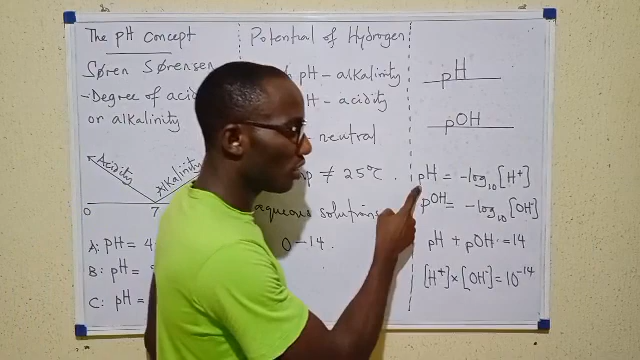 The pH concept
Søren Sørensen
- Degree of acid
or alkalinity
Acidity
Alkalinity
0
7
A: pH = 4
B: pH =
C: pH =
Potential of Hydrogen
pH - alkalinity
H - acidity
neutral
≠ 25°C.
aequeous solutions
0-14.
pH
pOH
pH = -log₁₀[H⁺]
pOH = -log₁₀[OH⁻]
pH + pOH = 14
[H⁺]×[OH⁻] = 10⁻¹⁴